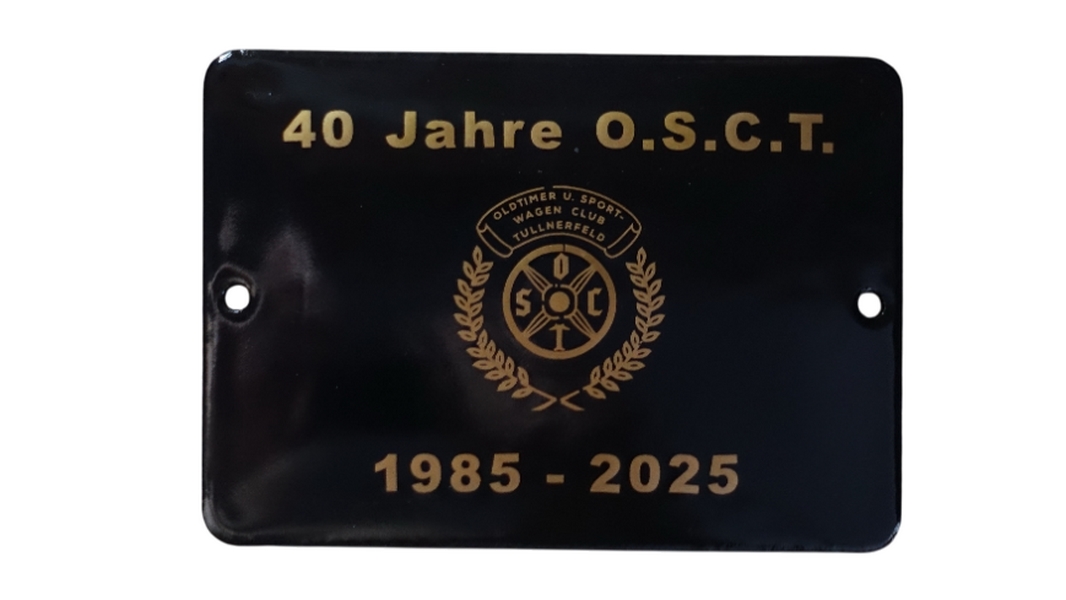 40 Jahre O.S.C.T.
OLDTIMER U. SPORT-
WAGEN CLUB
TULLNERFELD
O
S C
T
1985 - 2025